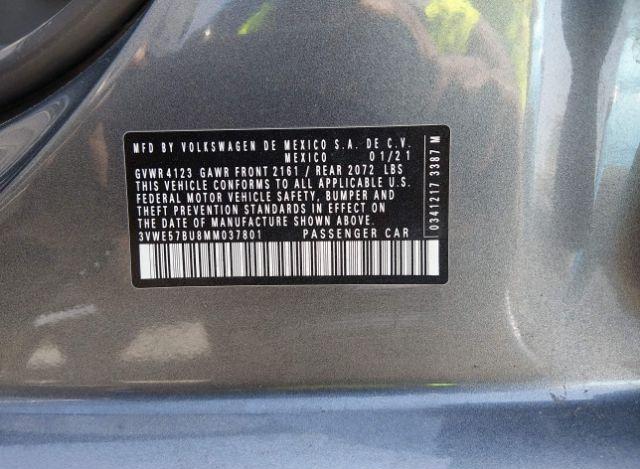 MFD BY VOLKSWAGEN DE MEXICO S.A. DE C.V.
MEXICO 01/21
GVWR 4123 GAWR FRONT 2161 / REAR 2072 LBS
THIS VEHICLE CONFORMS TO ALL APPLICABLE U.S.
FEDERAL MOTOR VEHICLE SAFETY, BUMPER AND
THEFT PREVENTION STANDARDS IN EFFECT ON
THE DATE OF MANUFACTURE SHOWN ABOVE.
3VWE57BU8MM037801 PASSENGER CAR
0341217 3387 M